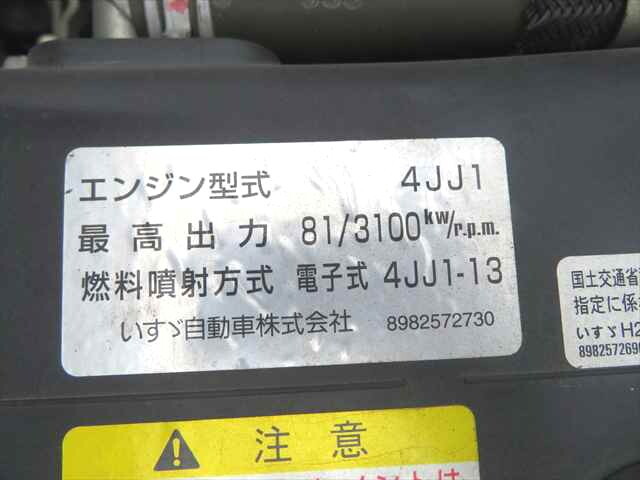 エンジン型式 4JJ1
最高出力 81/3100kw/r.p.m.
燃料噴射方式 電子式 4JJ1-13
いすゞ自動車株式会社 8982572730
国土交通省
指定に係
いすゞH2
898257269
注意